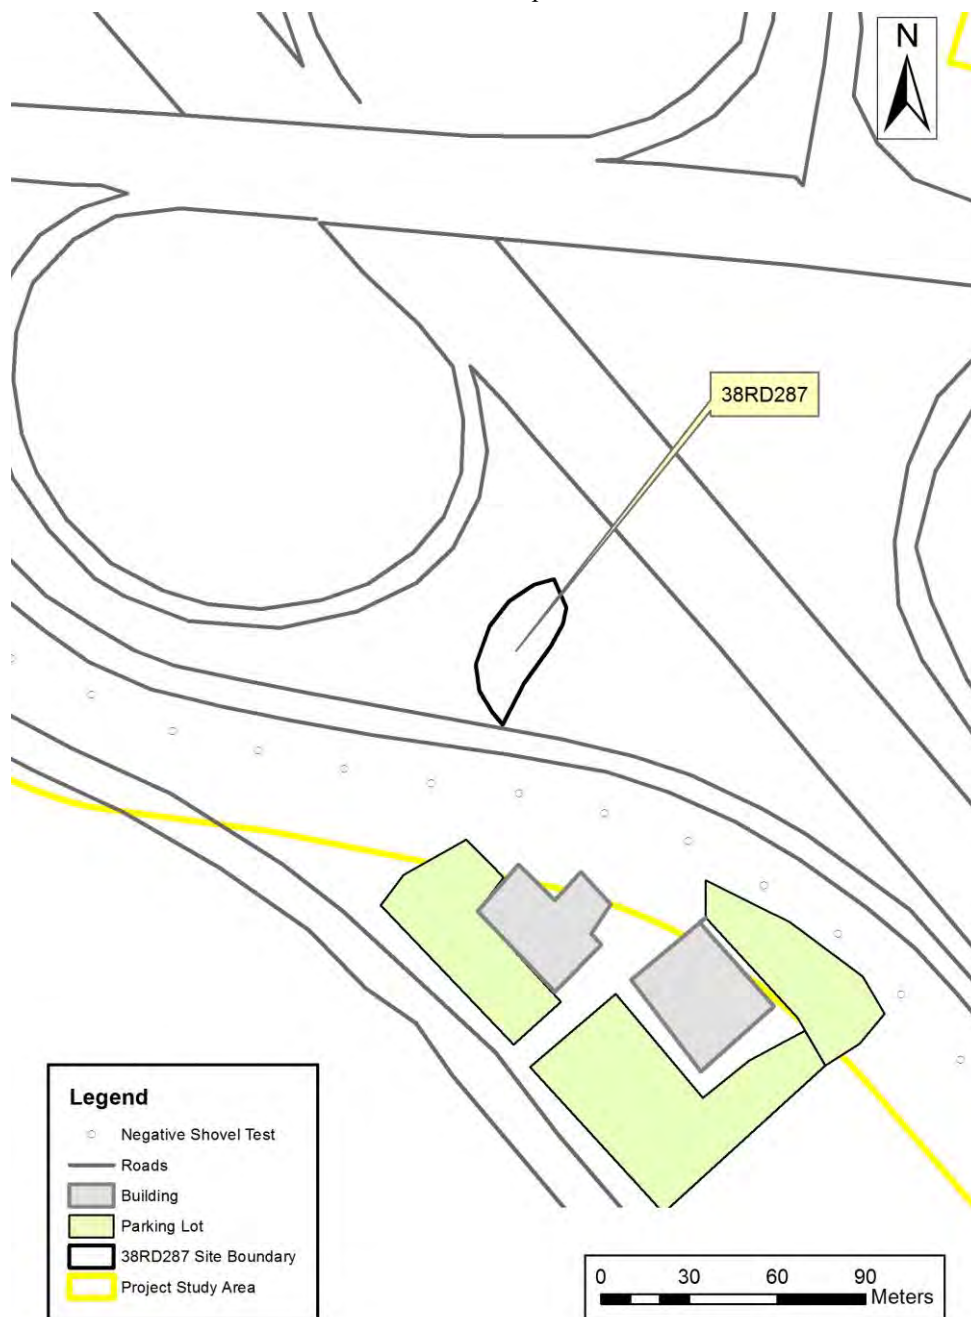 N
38RD287
Legend
Negative Shovel Test
Roads
Building
Parking Lot
38RD287 Site Boundary
Project Study Area
0 30 60 90
Meters